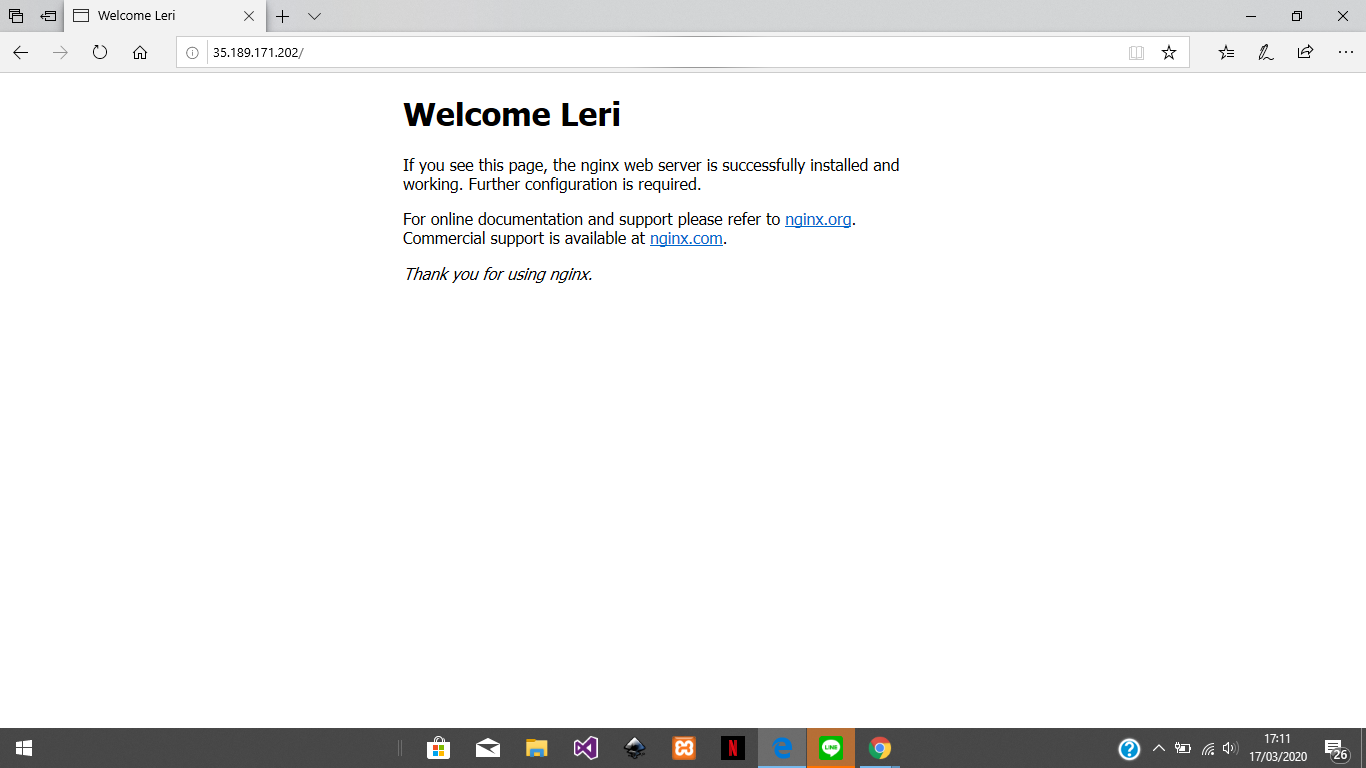 Welcome Leri
35.189.171.202/
Welcome Leri
If you see this page, the nginx web server is successfully installed and
working. Further configuration is required.
For online documentation and support please refer to nginx.org.
Commercial support is available at nginx.com.
Thank you for using nginx.
N
LINE
17:11
17/03/2020
26